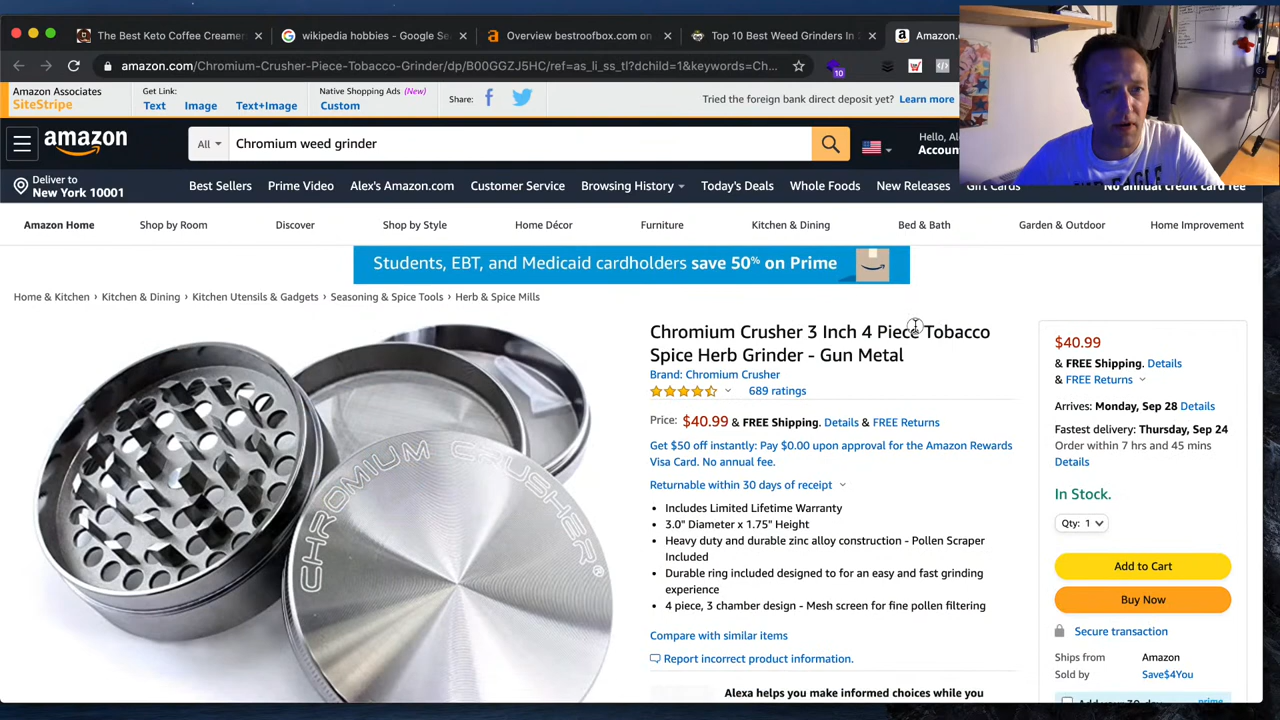 The Best Keto Coffee Creamer
wikipedia hobbies - Google Se
Overview bestroofbox.com on
Top 10 Best Weed Grinders In
Amazon.
amazon.com/Chromium-Crusher-Piece-Tobacco-Grinder/dp/B00GGZJ5HC/ref=as_li_ss_tl?dchild=1&keywords=Ch...
10
Amazon Associates
SiteStripe
Get Link:
Text Image Text+Image
Native Shopping Ads (New)
Custom
Share:
Tried the foreign bank direct deposit yet? Learn more
amazon
All
Chromium weed grinder
Hello, Al
Accoun
Deliver to
New York 10001
Best Sellers Prime Video Alex's Amazon.com Customer Service Browsing History Today's Deals Whole Foods New Releases Gift Cards
No annual credit card fee
Amazon Home Shop by Room Discover Shop by Style Home Décor Furniture Kitchen & Dining Bed & Bath Garden & Outdoor Home Improvement
Students, EBT, and Medicaid cardholders save 50% on Prime
Home & Kitchen › Kitchen & Dining › Kitchen Utensils & Gadgets › Seasoning & Spice Tools › Herb & Spice Mills
CHROMIUM CRUSHER®
Chromium Crusher 3 Inch 4 Piece Tobacco
Spice Herb Grinder - Gun Metal
Brand: Chromium Crusher
689 ratings
Price: $40.99 & FREE Shipping. Details & FREE Returns
Get $50 off instantly: Pay $0.00 upon approval for the Amazon Rewards
Visa Card. No annual fee.
Returnable within 30 days of receipt
• Includes Limited Lifetime Warranty
• 3.0" Diameter x 1.75" Height
• Heavy duty and durable zinc alloy construction - Pollen Scraper
Included
• Durable ring included designed to for an easy and fast grinding
experience
• 4 piece, 3 chamber design - Mesh screen for fine pollen filtering
Compare with similar items
Report incorrect product information.
Alexa helps you make informed choices while you
$40.99
& FREE Shipping. Details
& FREE Returns
Arrives: Monday, Sep 28 Details
Fastest delivery: Thursday, Sep 24
Order within 7 hrs and 45 mins
Details
In Stock.
Qty: 1
Add to Cart
Buy Now
Secure transaction
Ships from Amazon
Sold by Save$4You
prime